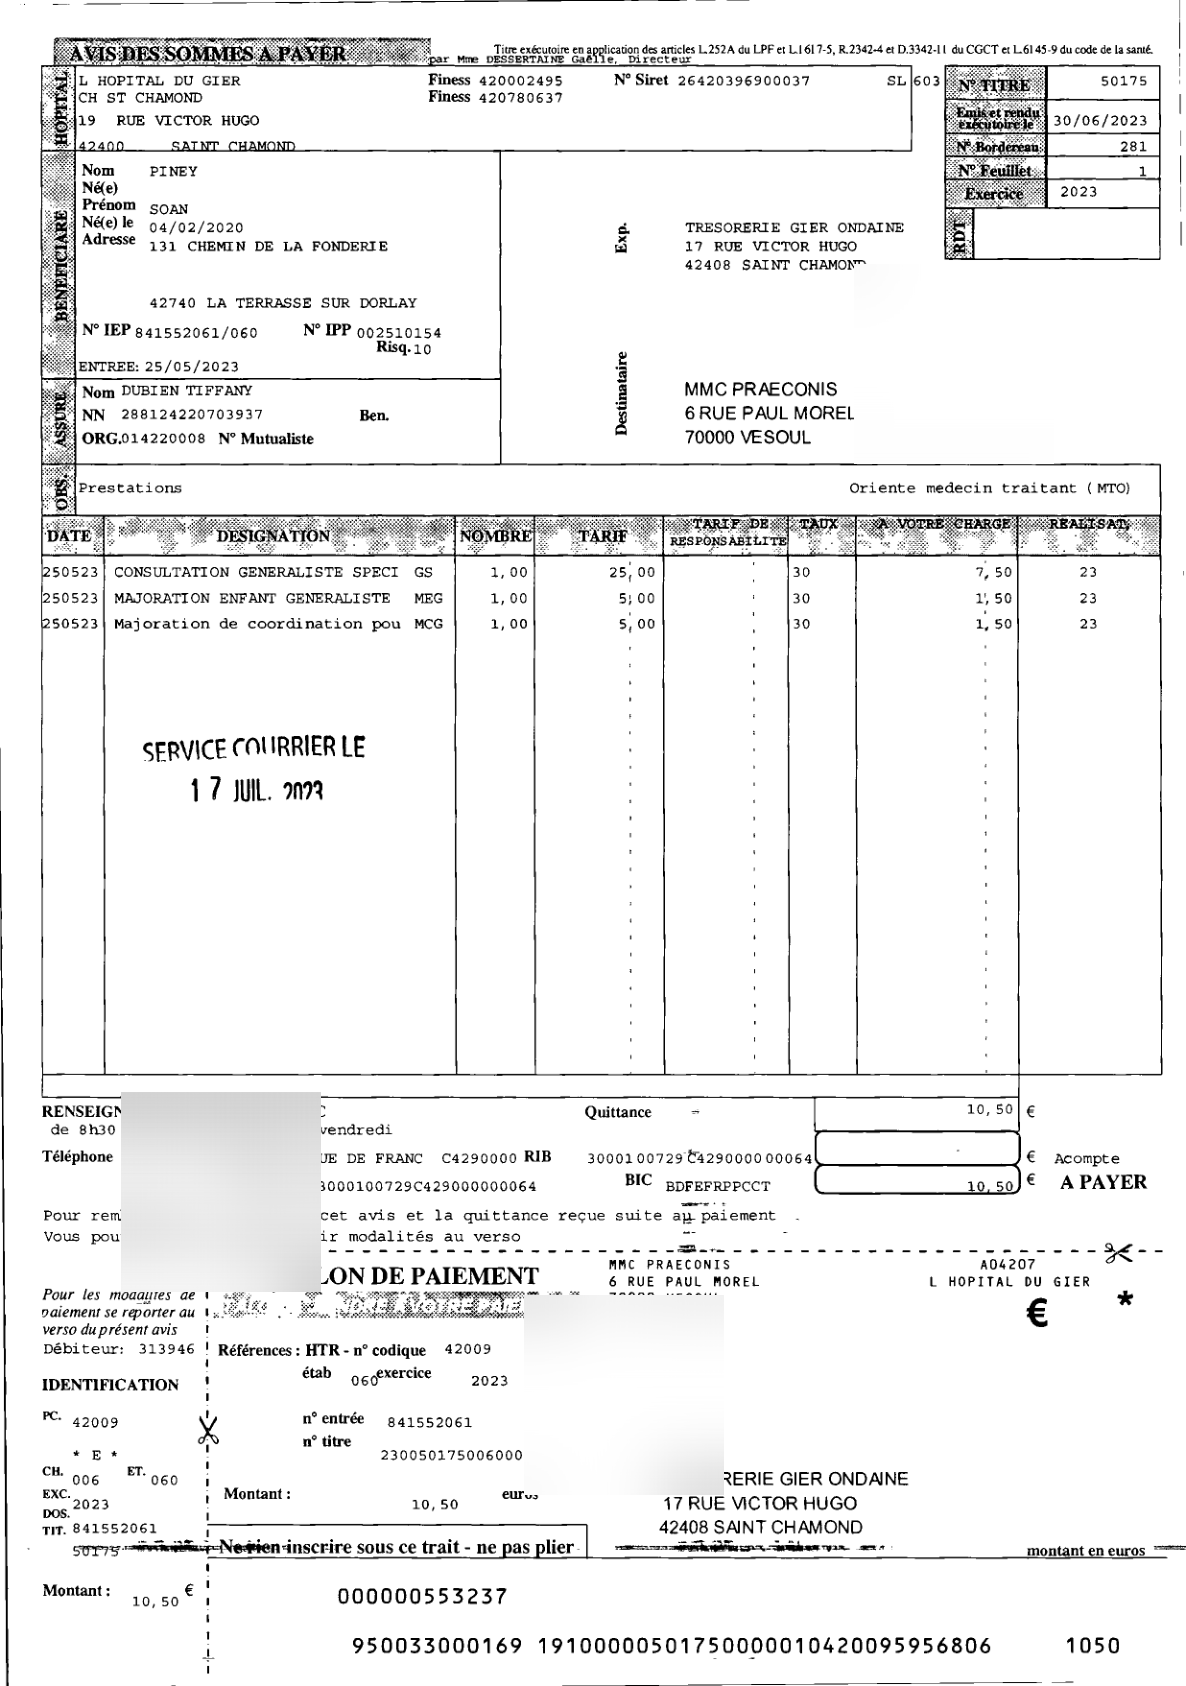 AVIS DES SOMMES A PAYER
Titre exécutoire en application des articles L.252A du LPF et L.1617-5, R.2342-4 et D.3342-11 du CGCT et L.6145-9 du code de la santé.
par Mme DESSERTAINE Gaëlle, Directeur
HOPITAL
L HOPITAL DU GIER Finess 420002495 N° Siret 26420396900037 SL 603
CH ST CHAMOND Finess 420780637
19 RUE VICTOR HUGO
42400 SAINT CHAMOND
N° TITRE 50175
Emis et rendu exécutoire le 30/06/2023
N° Bordereau 281
N° Feuillet 1
Exercice 2023
RDT
BENEFICIAIRE
Nom PINEY
Né(e)
Prénom SOAN
Né(e) le 04/02/2020
Adresse 131 CHEMIN DE LA FONDERIE
42740 LA TERRASSE SUR DORLAY
N° IEP 841552061/060 N° IPP 002510154
Risq. 10
ENTREE: 25/05/2023
Exp.
TRESORERIE GIER ONDAINE
17 RUE VICTOR HUGO
42408 SAINT CHAMOND
ASSURE
Nom DUBIEN TIFFANY
NN 288124220703937 Ben.
ORG. 014220008 N° Mutualiste
Destinataire
MMC PRAECONIS
6 RUE PAUL MOREL
70000 VESOUL
OBS.
Prestations Oriente medecin traitant (MTO)
DATE DESIGNATION NOMBRE TARIF TARIF DE RESPONSABILITE TAUX A VOTRE CHARGE REALISAT.
250523 CONSULTATION GENERALISTE SPECI GS 1,00 25,00 30 7,50 23
250523 MAJORATION ENFANT GENERALISTE MEG 1,00 5,00 30 1,50 23
250523 Majoration de coordination pou MCG 1,00 5,00 30 1,50 23
SERVICE COURRIER LE
17 JUIL. 2023
RENSEIGN Quittance 10,50 €
de 8h30 vendredi
Téléphone UE DE FRANC C4290000 RIB 3000100729 C429000000064 € Acompte
3000100729C429000000064 BIC BDFEFRPPCCT 10,50 € A PAYER
Pour rem cet avis et la quittance reçue suite au paiement
Vous pou ir modalités au verso
LON DE PAIEMENT
MMC PRAECONIS
6 RUE PAUL MOREL
A04207
L HOPITAL DU GIER
€ *
Pour les modalités de
paiement se reporter au
verso du présent avis
Débiteur: 313946
Références : HTR - n° codique 42009
étab 060 exercice 2023
n° entrée 841552061
n° titre
230050175006000
Montant : 10,50 euros
IDENTIFICATION
PC. 42009
* E *
CH. 006 ET. 060
EXC. 2023
DOS.
TIT. 841552061
50175
RERIE GIER ONDAINE
17 RUE VICTOR HUGO
42408 SAINT CHAMOND
Ne rien inscrire sous ce trait - ne pas plier
montant en euros
Montant : 10,50 €
000000553237
950033000169 19100000501750000010420095956806 1050